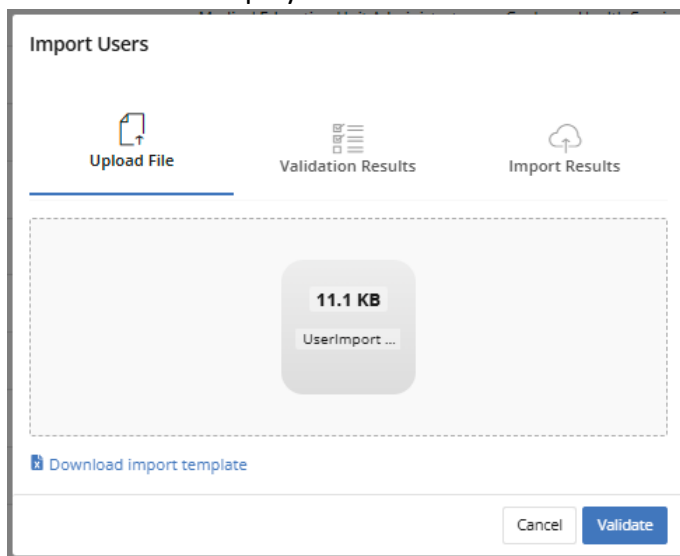 Import Users
Upload File
Validation Results
Import Results
11.1 KB
UserImport ...
Download import template
Cancel
Validate